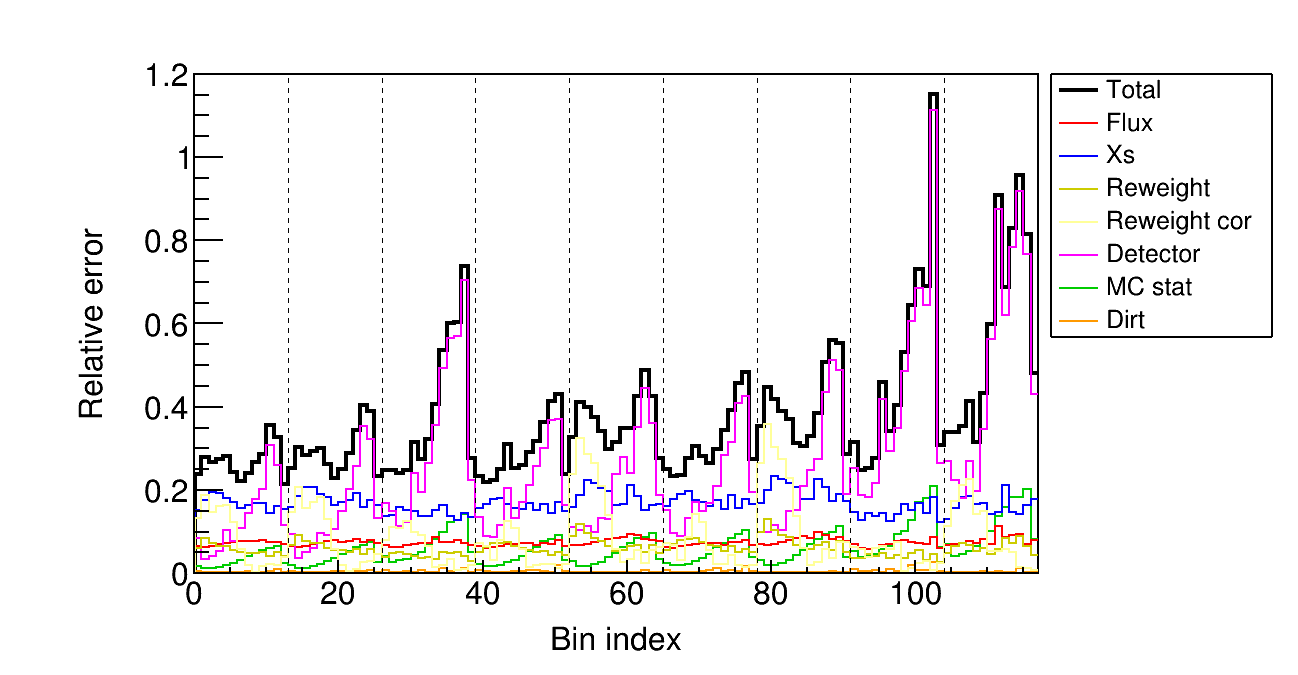 1.2
1
0.8
0.6
0.4
0.2
0
Relative error
0 20 40 60 80 100
Bin index
Total
Flux
Xs
Reweight
Reweight cor
Detector
MC stat
Dirt